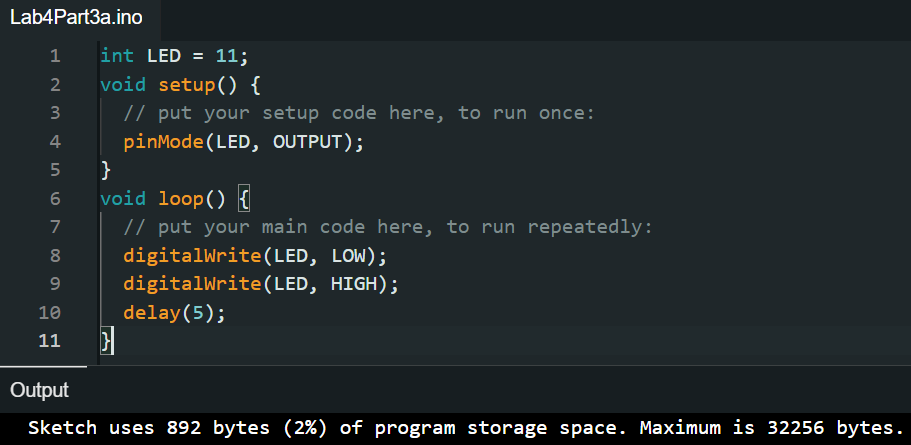 Lab4Part3a.ino
1 int LED = 11;
2 void setup() {
3 // put your setup code here, to run once:
4 pinMode(LED, OUTPUT);
5 }
6 void loop() {
7 // put your main code here, to run repeatedly:
8 digitalWrite(LED, LOW);
9 digitalWrite(LED, HIGH);
10 delay(5);
11 }
Output
Sketch uses 892 bytes (2%) of program storage space. Maximum is 32256 bytes.